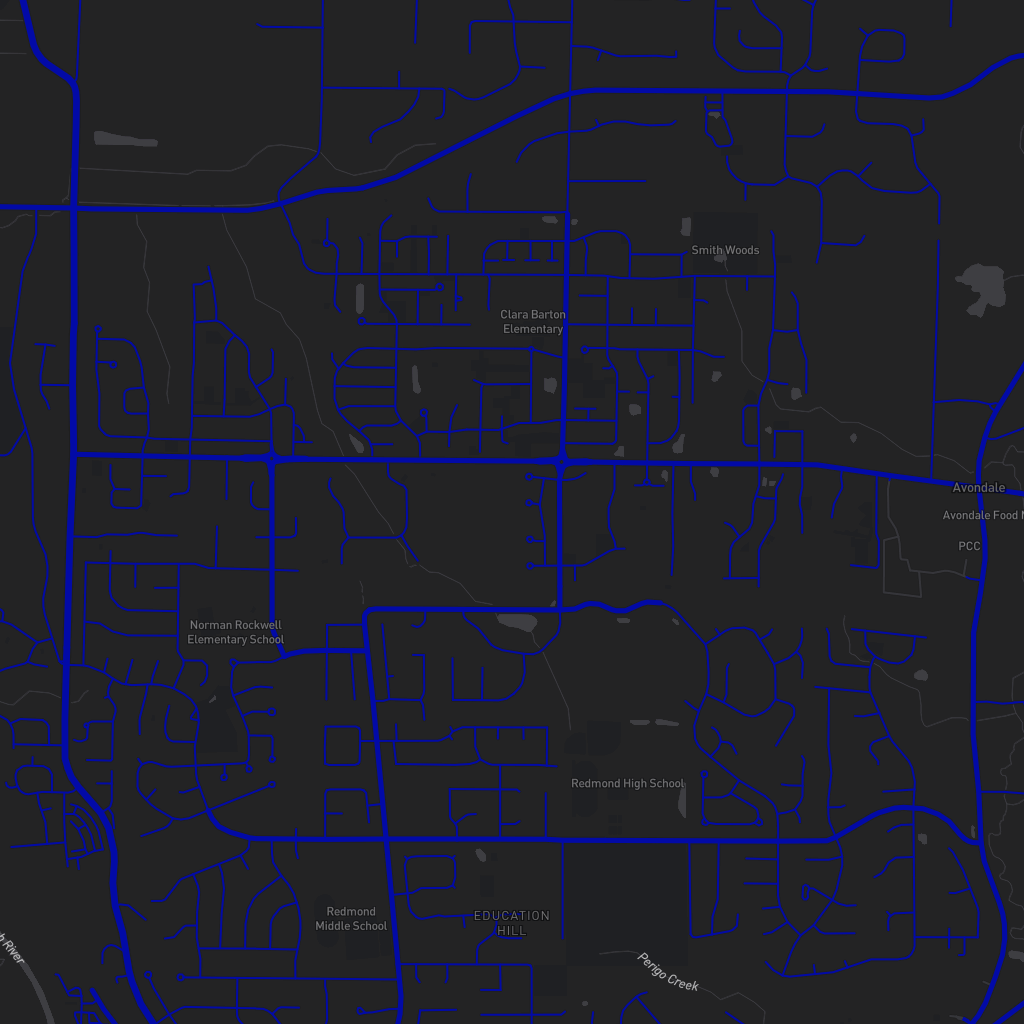 Smith Woods
Clara Barton
Elementary
Avondale
Avondale Food M
PCC
Norman Rockwell
Elementary School
Redmond High School
Redmond
Middle School
EDUCATION
HILL
h River
Perigo Creek